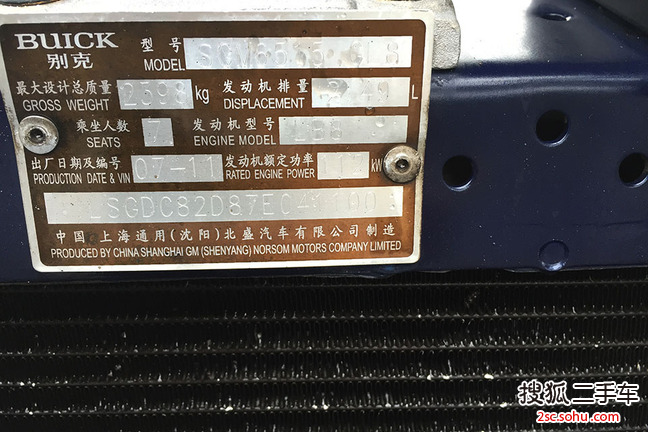 BUICK
别克
型号
MODEL
最大设计总质量
GROSS WEIGHT
2398 kg
发动机排量
DISPLACEMENT
L
乘坐人数
SEATS
7
发动机型号
ENGINE MODEL
LB8
出厂日期及编号
PRODUCTION DATE & VIN
07-11
发动机额定功率
RATED ENGINE POWER
kW
中国上海通用(沈阳)北盛汽车有限公司制造
PRODUCED BY CHINA SHANGHAI GM (SHENYANG) NORSOM MOTORS COMPANY LIMITED
搜狐二手车
2sc.sohu.com